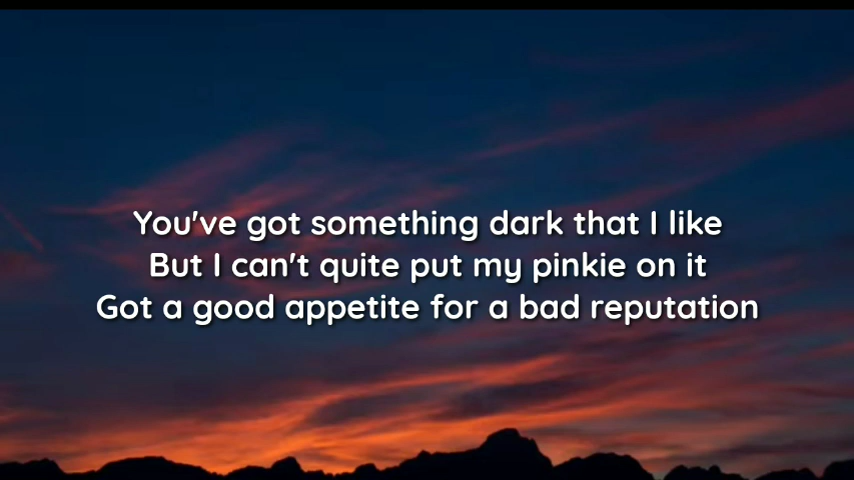 You've got something dark that I like
But I can't quite put my pinkie on it
Got a good appetite for a bad reputation